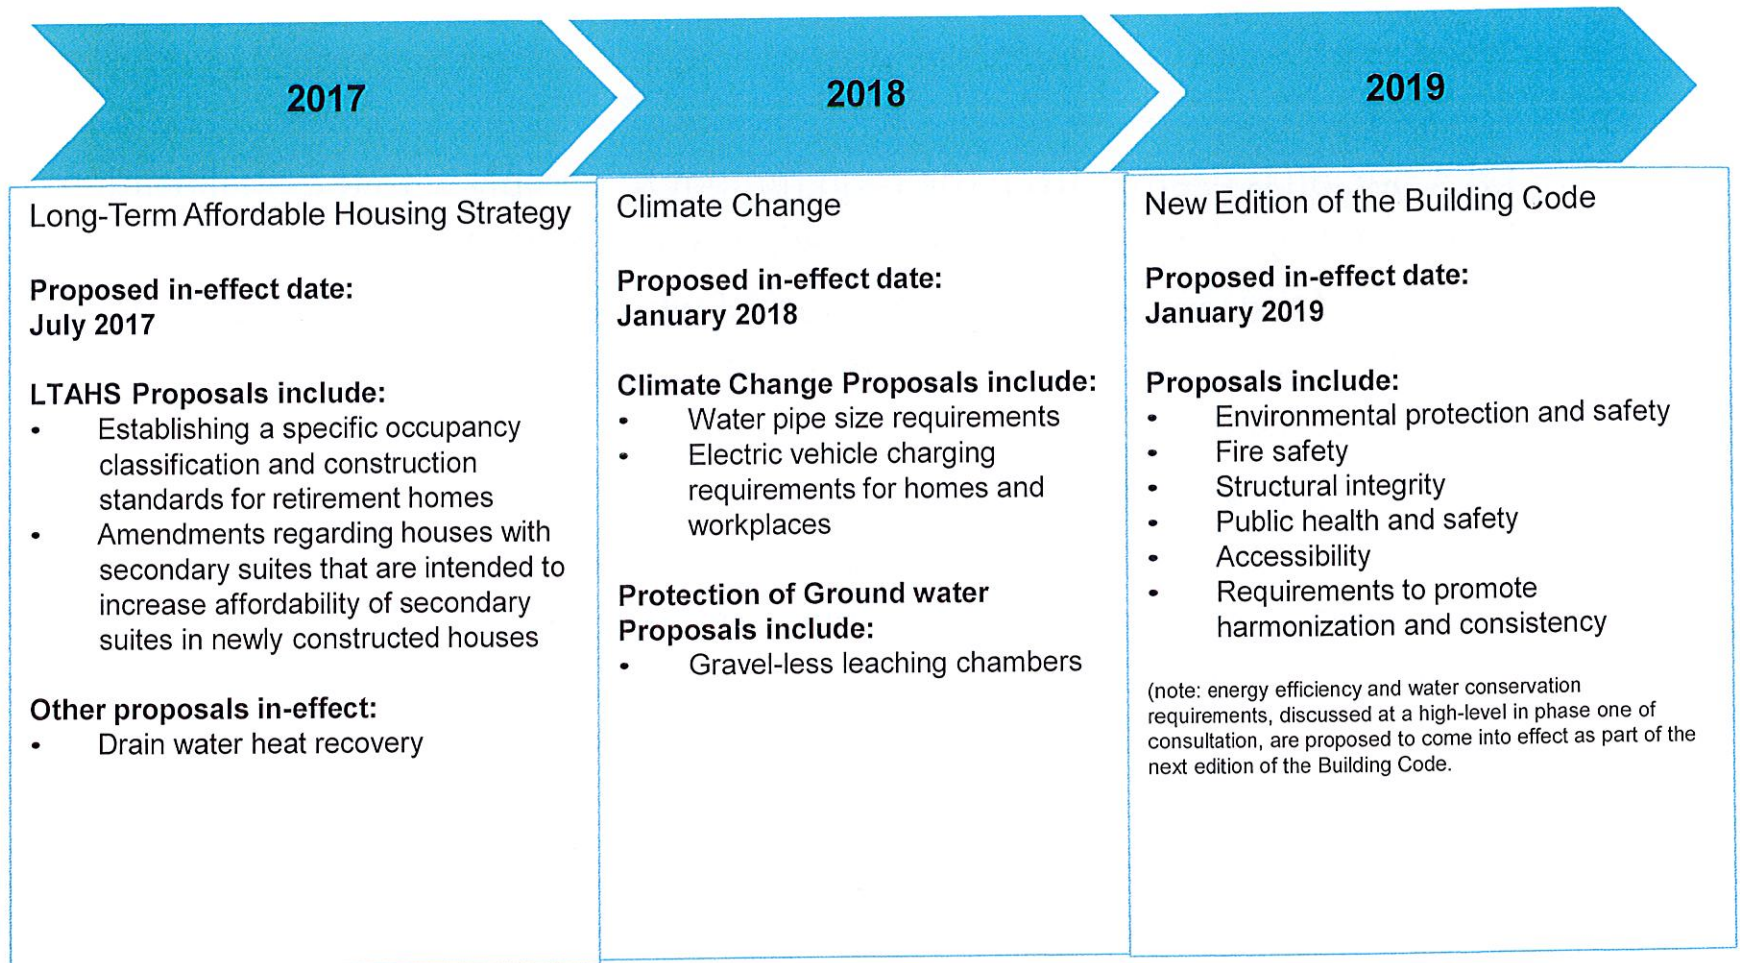 2017
2018
2019
Long-Term Affordable Housing Strategy
Proposed in-effect date:
July 2017
LTAHS Proposals include:
• Establishing a specific occupancy
classification and construction
standards for retirement homes
• Amendments regarding houses with
secondary suites that are intended to
increase affordability of secondary
suites in newly constructed houses
Other proposals in-effect:
• Drain water heat recovery
Climate Change
Proposed in-effect date:
January 2018
Climate Change Proposals include:
• Water pipe size requirements
• Electric vehicle charging
requirements for homes and
workplaces
Protection of Ground water
Proposals include:
• Gravel-less leaching chambers
New Edition of the Building Code
Proposed in-effect date:
January 2019
Proposals include:
• Environmental protection and safety
• Fire safety
• Structural integrity
• Public health and safety
• Accessibility
• Requirements to promote
harmonization and consistency
(note: energy efficiency and water conservation
requirements, discussed at a high-level in phase one of
consultation, are proposed to come into effect as part of the
next edition of the Building Code.